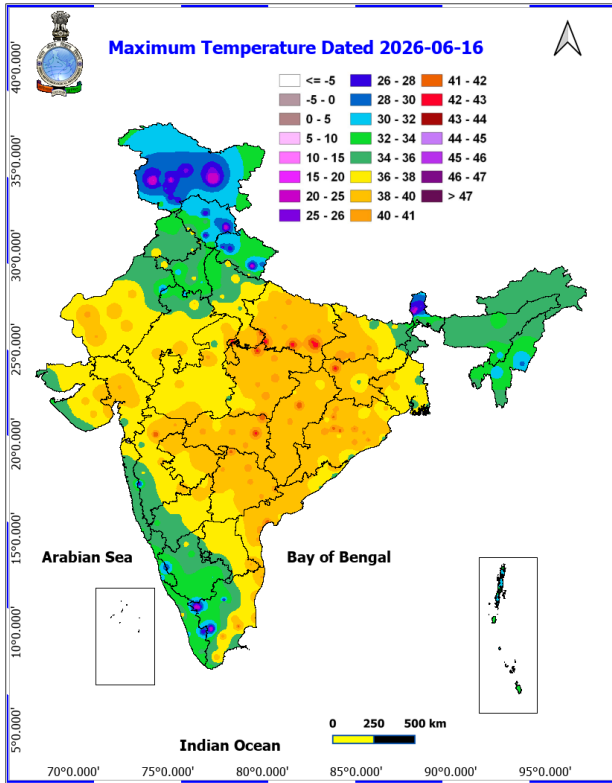 Maximum Temperature Dated 2026-06-16
<= -5
-5 - 0
0 - 5
5 - 10
10 - 15
15 - 20
20 - 25
25 - 26
26 - 28
28 - 30
30 - 32
32 - 34
34 - 36
36 - 38
38 - 40
40 - 41
41 - 42
42 - 43
43 - 44
44 - 45
45 - 46
46 - 47
> 47
40°0.000'
35°0.000'
30°0.000'
25°0.000'
20°0.000'
15°0.000'
10°0.000'
5°0.000'
Arabian Sea
Bay of Bengal
Indian Ocean
0 250 500 km
70°0.000' 75°0.000' 80°0.000' 85°0.000' 90°0.000' 95°0.000'